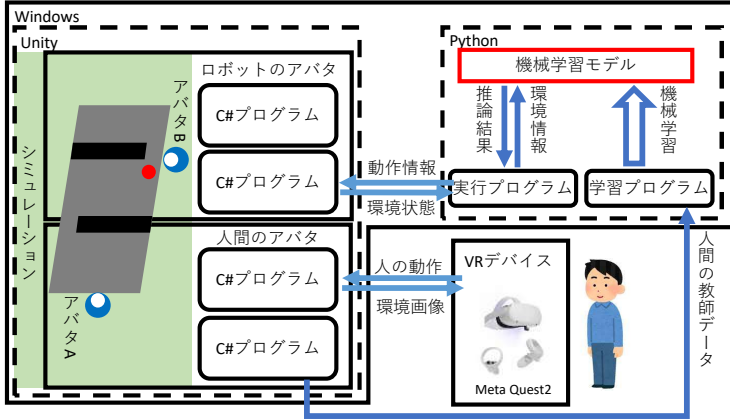 Windows
Unity
シミュレーション
アバタB
アバタA
ロボットのアバタ
C#プログラム
C#プログラム
人間のアバタ
C#プログラム
C#プログラム
動作情報
環境状態
人の動作
環境画像
Python
機械学習モデル
推論結果
環境情報
機械学習
実行プログラム
学習プログラム
VRデバイス
Meta Quest2
人間の教師データ